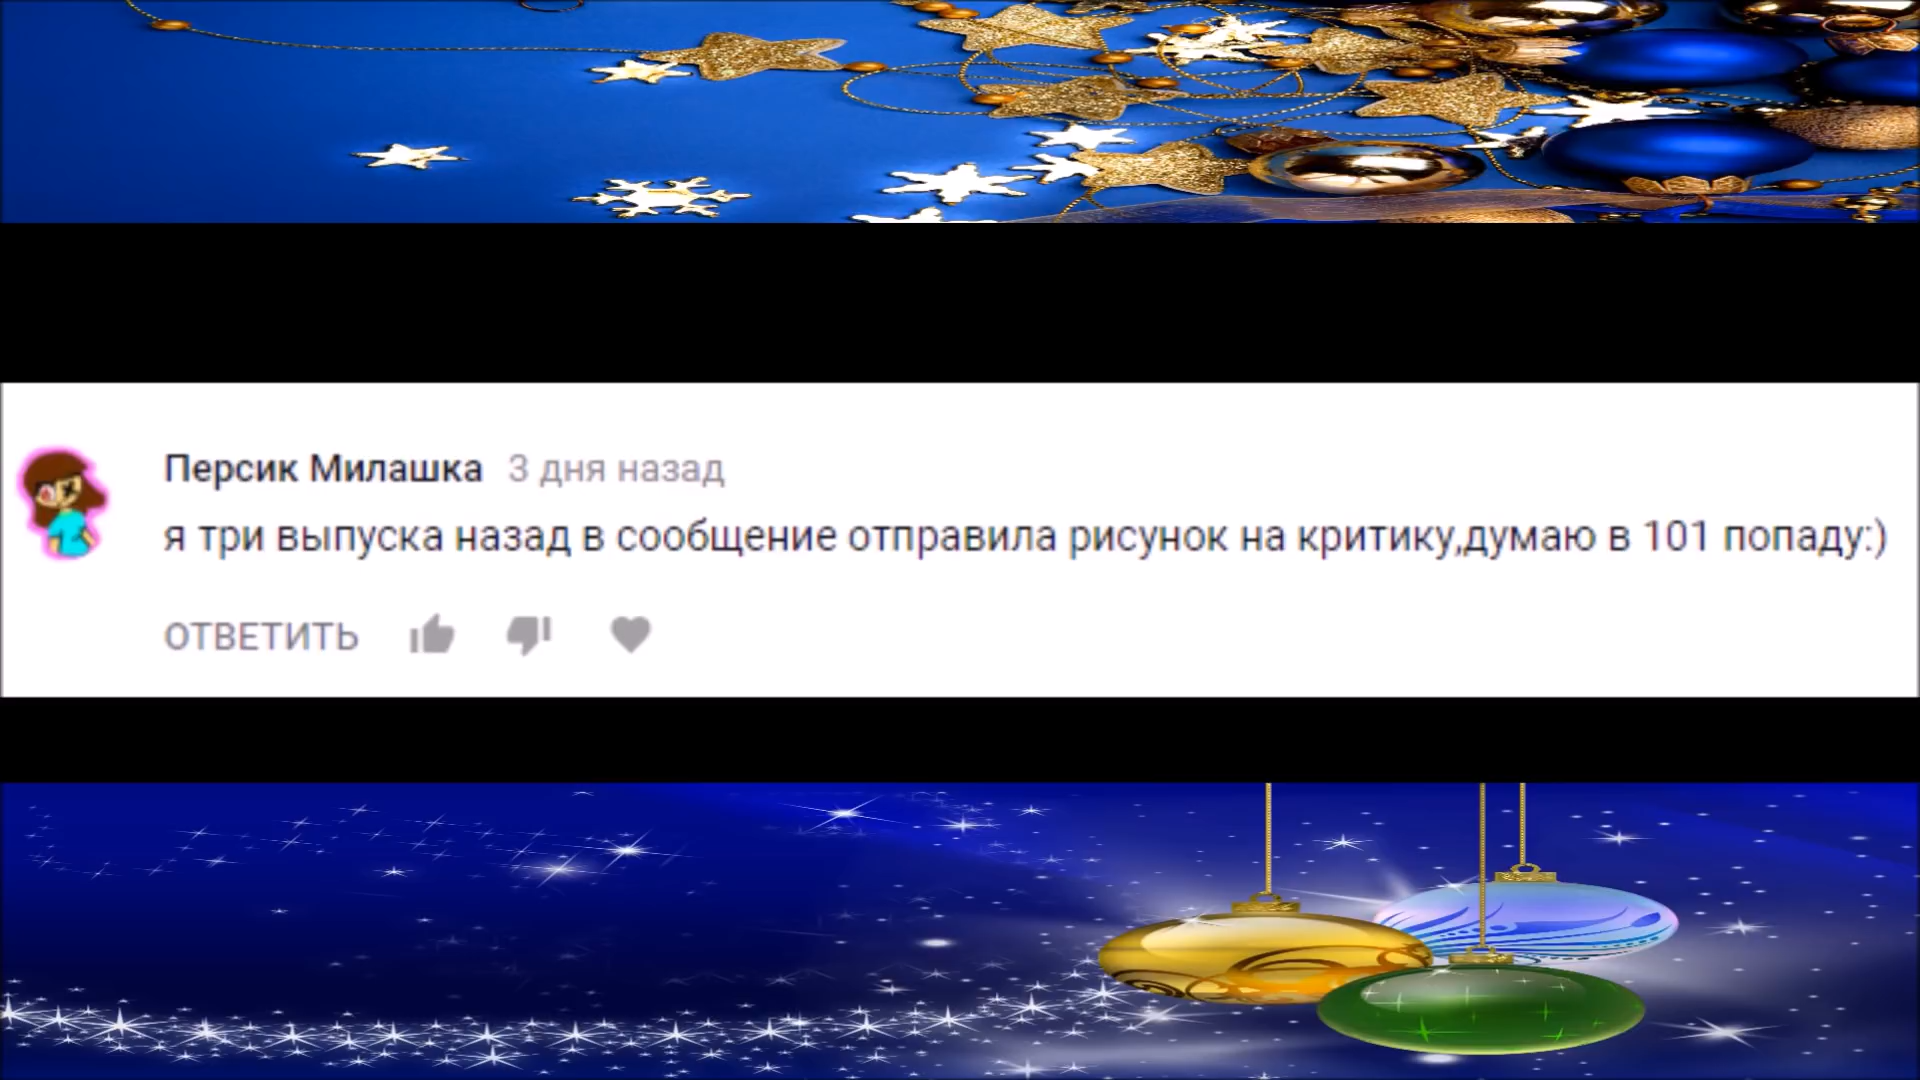 Персик Милашка 3 дня назад
я три выпуска назад в сообщение отправила рисунок на критику,думаю в 101 попаду:)
ОТВЕТИТЬ